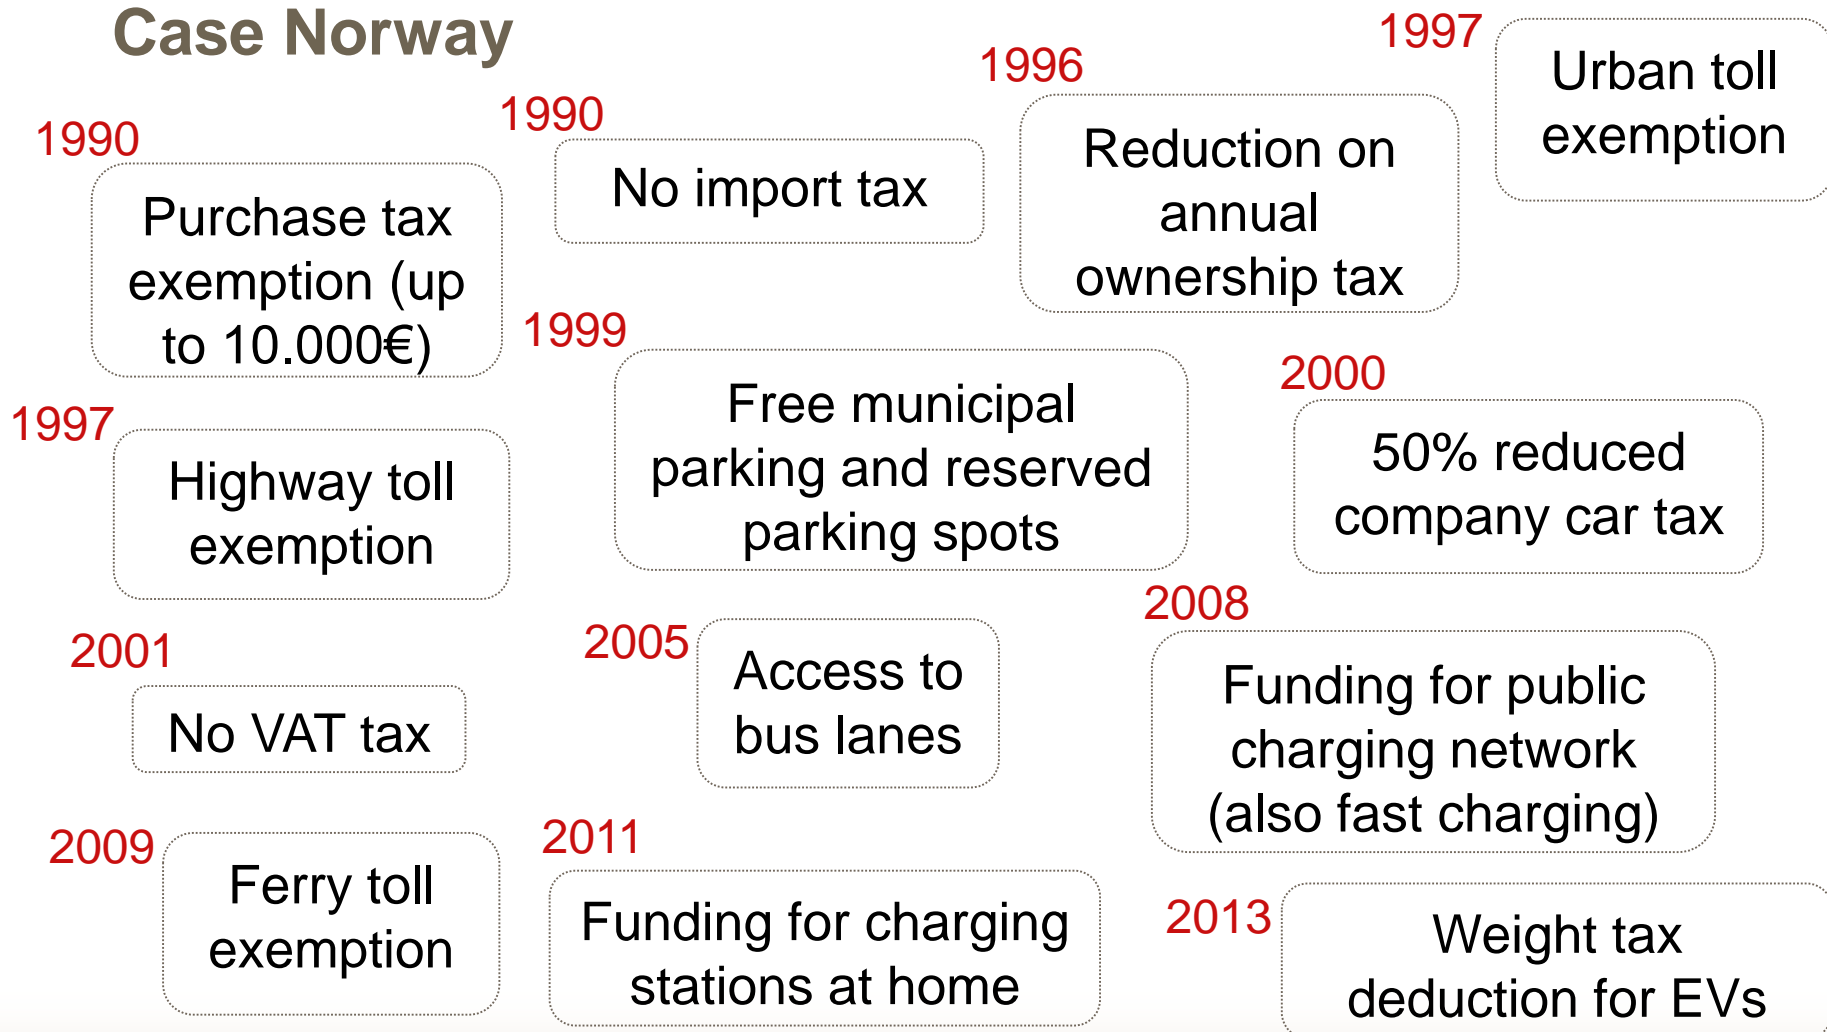 Case Norway
1990
Purchase tax
exemption (up
to 10.000€)
1990
No import tax
1996
Reduction on
annual
ownership tax
1997
Urban toll
exemption
1997
Highway toll
exemption
1999
Free municipal
parking and reserved
parking spots
2000
50% reduced
company car tax
2001
No VAT tax
2005
Access to
bus lanes
2008
Funding for public
charging network
(also fast charging)
2009
Ferry toll
exemption
2011
Funding for charging
stations at home
2013
Weight tax
deduction for EVs